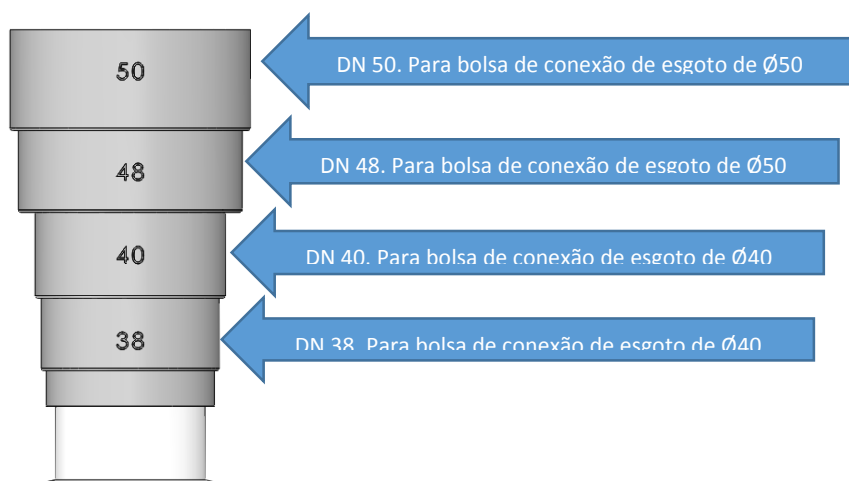 50
DN 50. Para bolsa de conexão de esgoto de Ø50
48
DN 48. Para bolsa de conexão de esgoto de Ø50
40
DN 40. Para bolsa de conexão de esgoto de Ø40
38
DN 38. Para bolsa de conexão de esgoto de Ø40